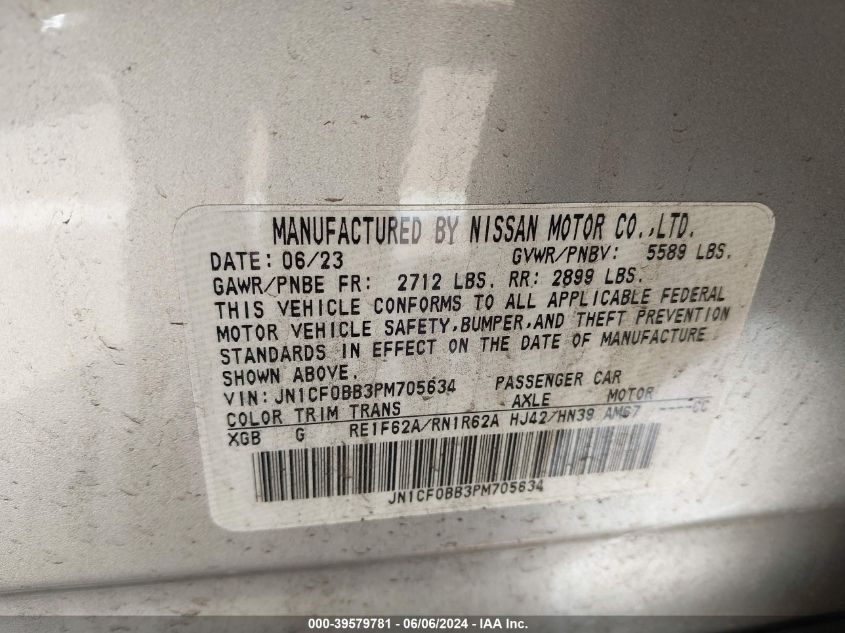 MANUFACTURED BY NISSAN MOTOR CO.,LTD.
DATE: 06/23 GVWR/PNBV: 5589 LBS.
GAWR/PNBE FR: 2712 LBS. RR: 2899 LBS.
THIS VEHICLE CONFORMS TO ALL APPLICABLE FEDERAL
MOTOR VEHICLE SAFETY,BUMPER,AND THEFT PREVENTION
STANDARDS IN EFFECT ON THE DATE OF MANUFACTURE
SHOWN ABOVE.
VIN: JN1CF0BB3PM705634 PASSENGER CAR
COLOR TRIM TRANS AXLE MOTOR
XGB G RE1F62A/RN1R62A HJ42/HN39 AM67 ----CC
JN1CF0BB3PM705634
000-39579781 - 06/06/2024 - IAA Inc.